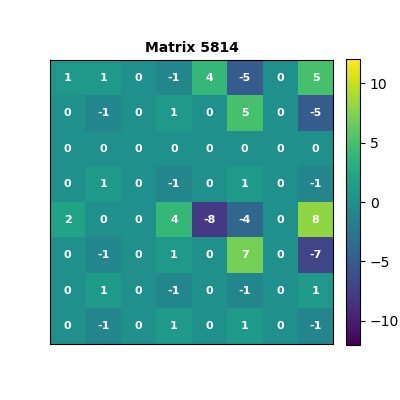 Matrix 5814
1 1 0 -1 4 -5 0 5
0 -1 0 1 0 5 0 -5
0 0 0 0 0 0 0 0
0 1 0 -1 0 1 0 -1
2 0 0 4 -8 -4 0 8
0 -1 0 1 0 7 0 -7
0 1 0 -1 0 -1 0 1
0 -1 0 1 0 1 0 -1
10
5
0
−5
−10